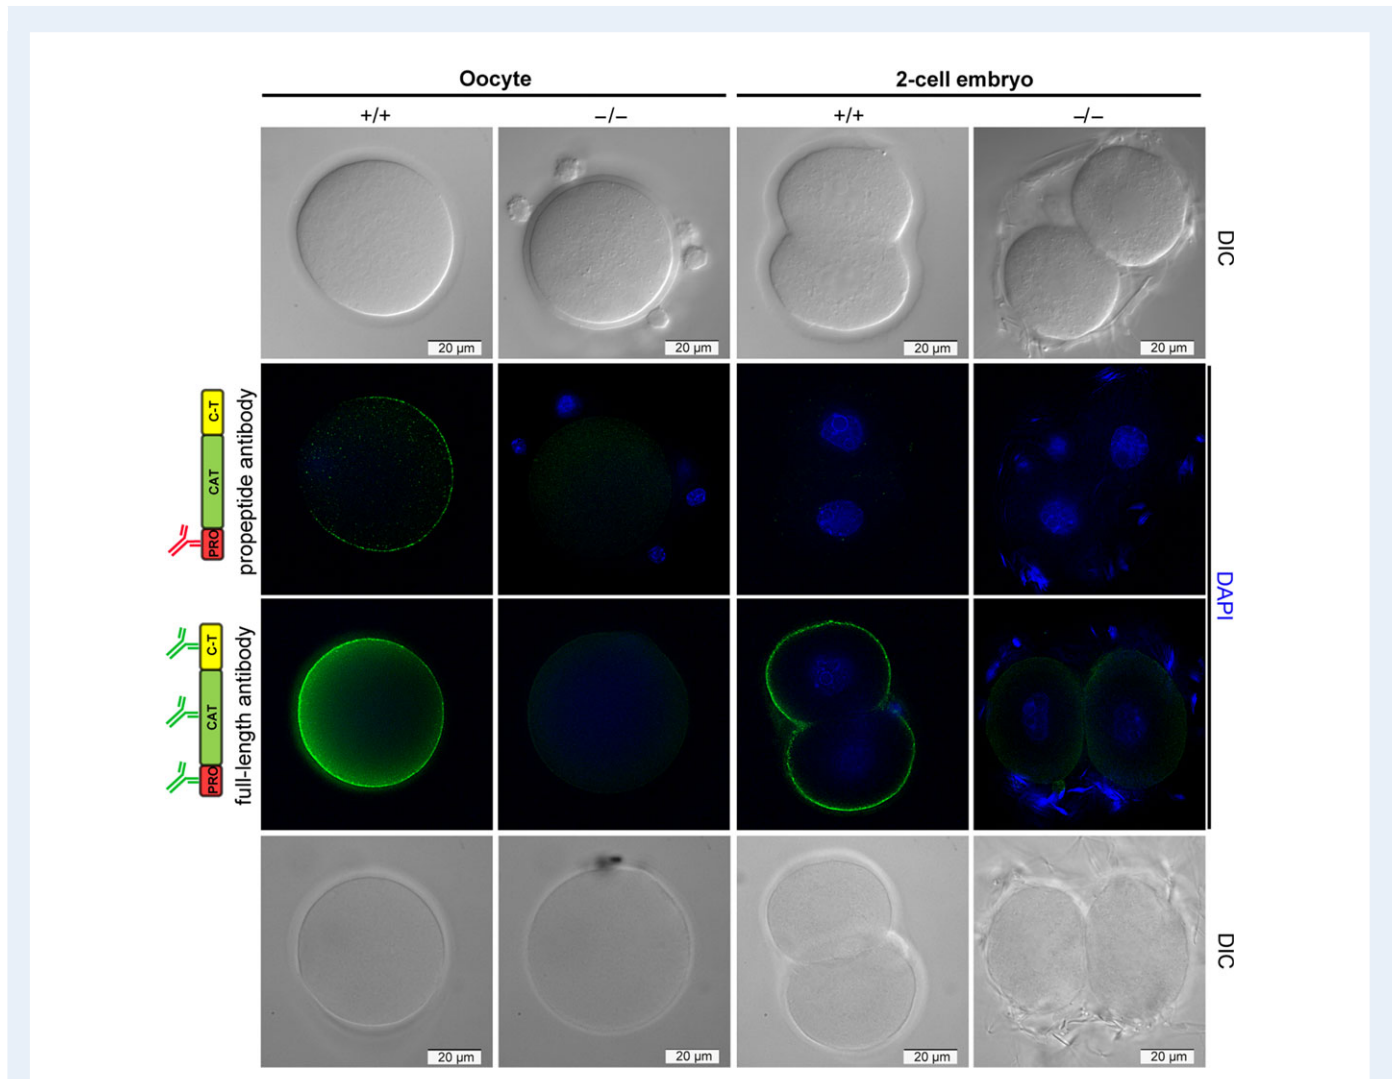 Oocyte
2-cell embryo
+/+
–/–
+/+
–/–
DIC
20 µm
20 µm
20 µm
20 µm
C-T
CAT
PRO
propeptide antibody
DAPI
C-T
CAT
PRO
full-length antibody
DIC
20 µm
20 µm
20 µm
20 µm